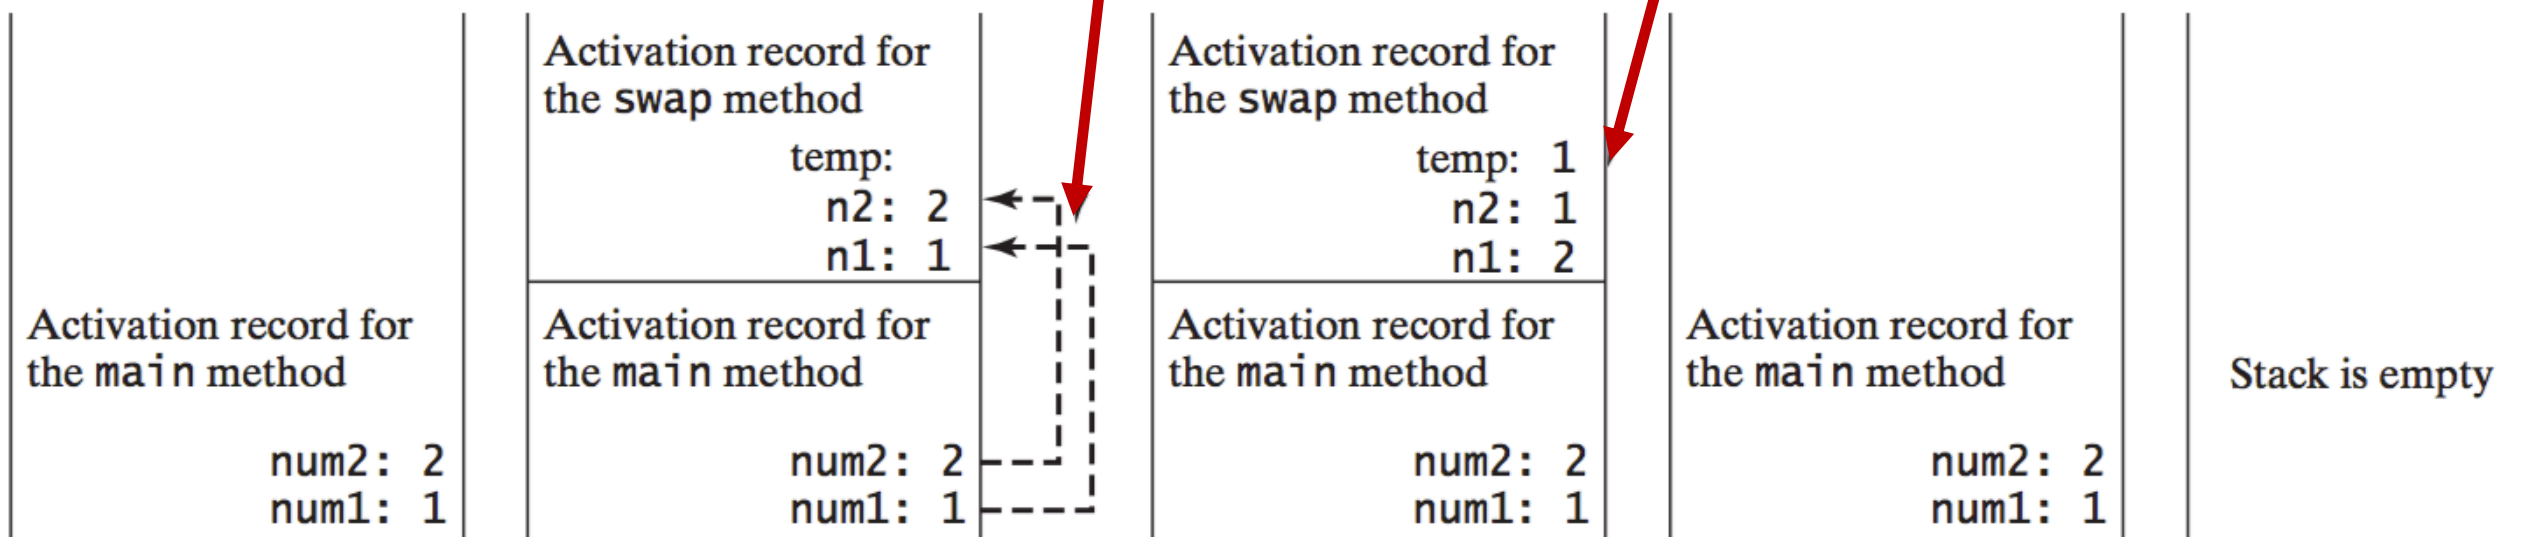 Activation record for
the main method
num2: 2
num1: 1
Activation record for
the swap method
temp:
n2: 2
n1: 1
Activation record for
the main method
num2: 2
num1: 1
Activation record for
the swap method
temp: 1
n2: 1
n1: 2
Activation record for
the main method
num2: 2
num1: 1
Activation record for
the main method
num2: 2
num1: 1
Stack is empty